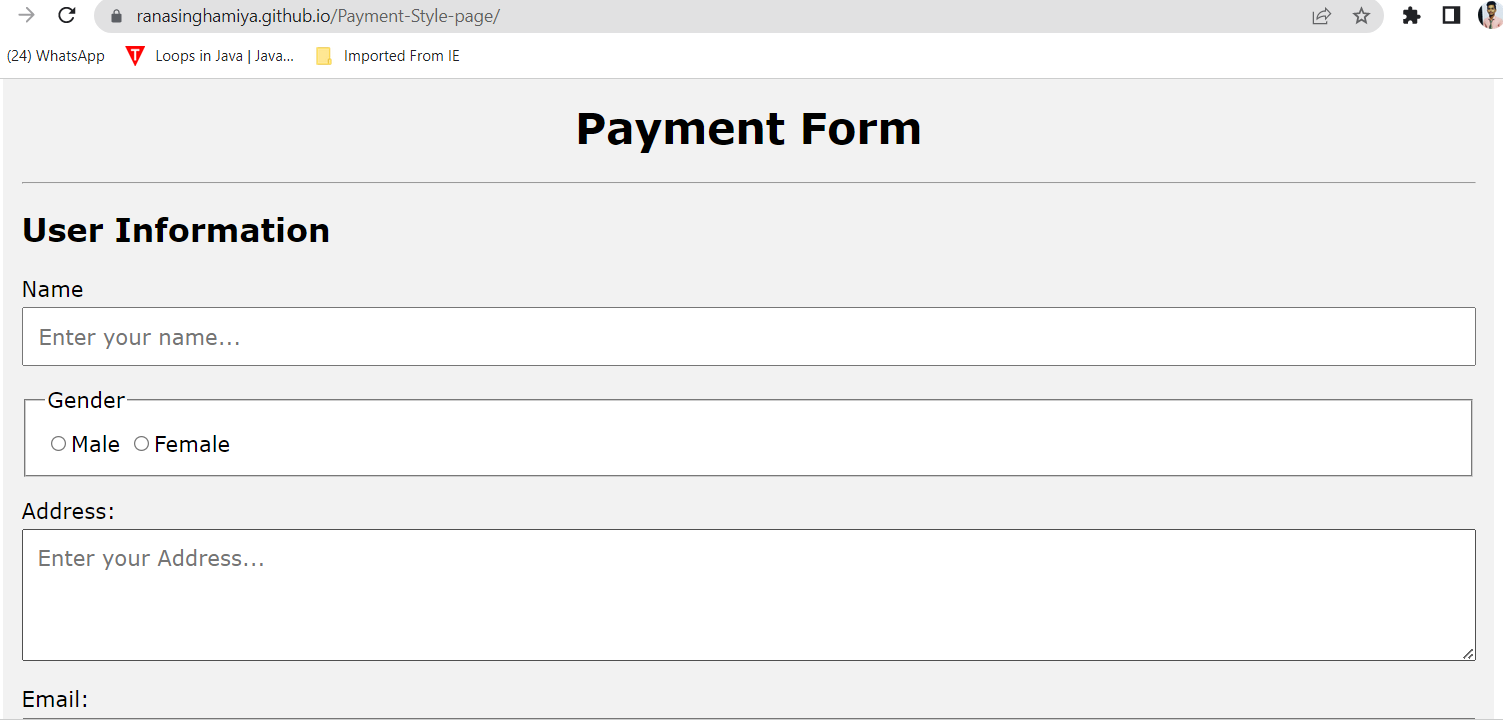 ranasinghamiya.github.io/Payment-Style-page/
(24) WhatsApp Loops in Java | Java... Imported From IE
Payment Form
User Information
Name
Enter your name...
Gender
Male Female
Address:
Enter your Address...
Email: